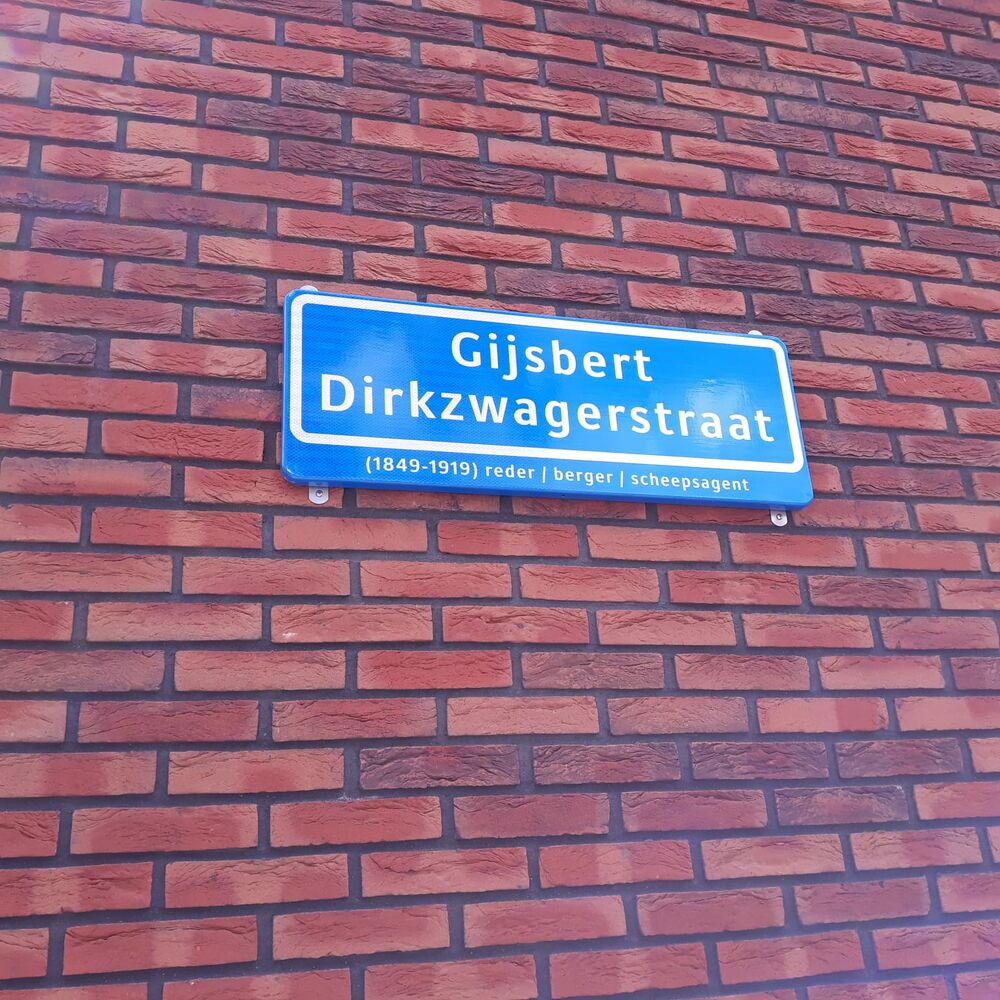 Gijsbert
Dirkzwagerstraat
(1849-1919) reder | berger | scheepsagent